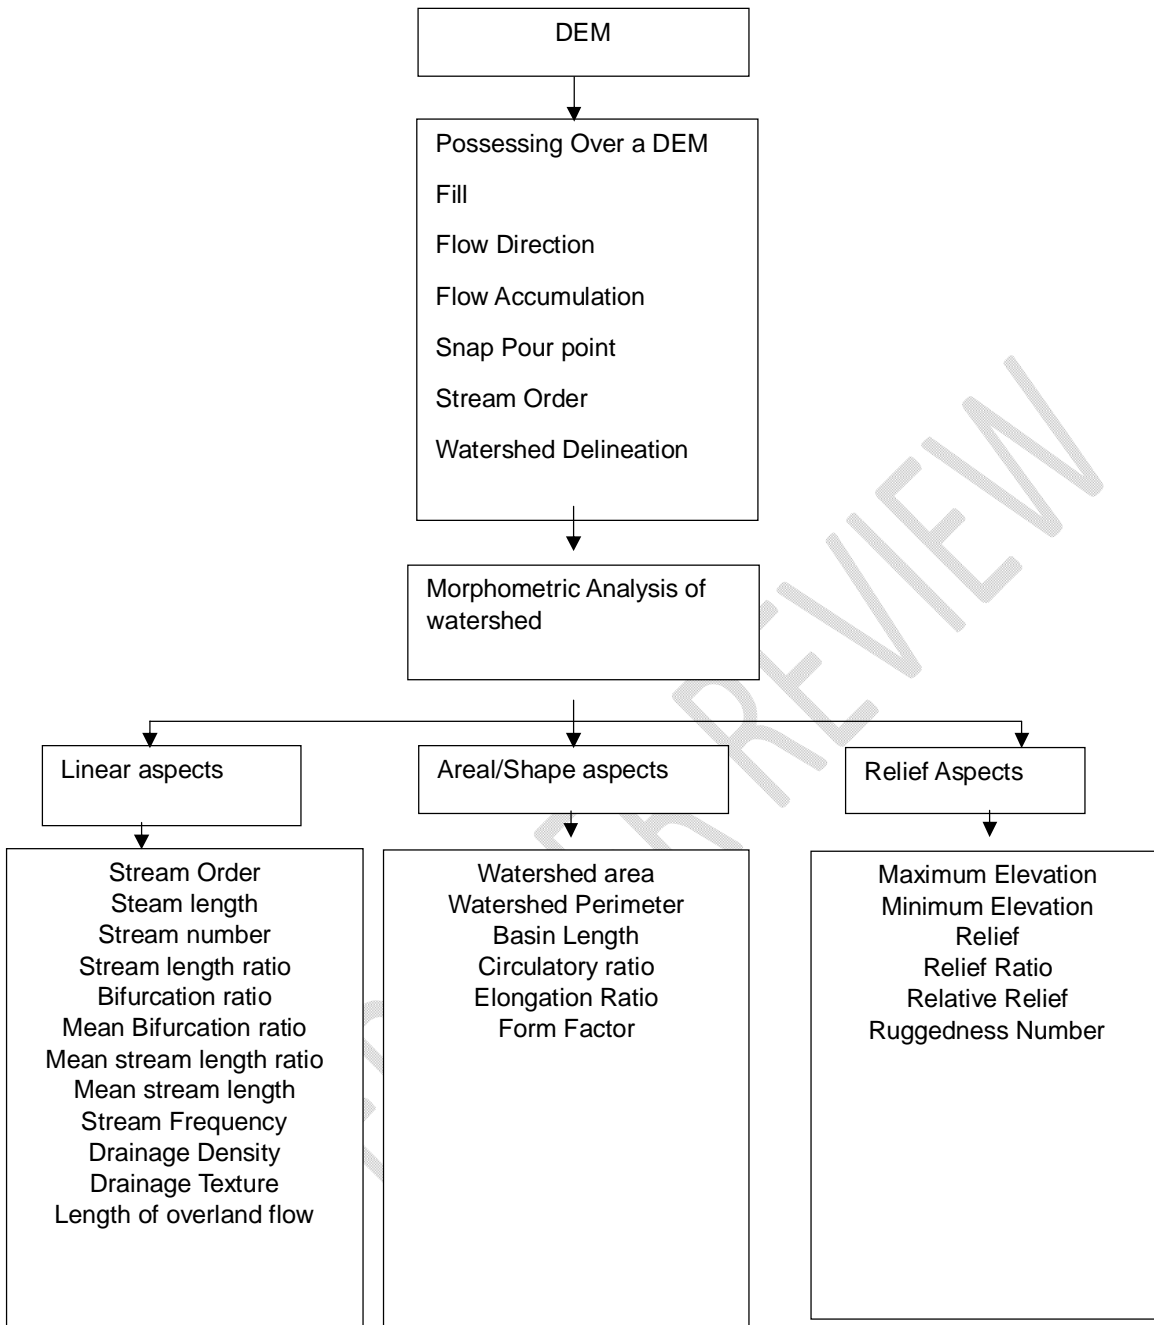 DEM
Possessing Over a DEM
Fill
Flow Direction
Flow Accumulation
Snap Pour point
Stream Order
Watershed Delineation
Morphometric Analysis of
watershed
Linear aspects
Areal/Shape aspects
Relief Aspects
Stream Order
Steam length
Stream number
Stream length ratio
Bifurcation ratio
Mean Bifurcation ratio
Mean stream length ratio
Mean stream length
Stream Frequency
Drainage Density
Drainage Texture
Length of overland flow
Watershed area
Watershed Perimeter
Basin Length
Circulatory ratio
Elongation Ratio
Form Factor
Maximum Elevation
Minimum Elevation
Relief
Relief Ratio
Relative Relief
Ruggedness Number
REVIEW